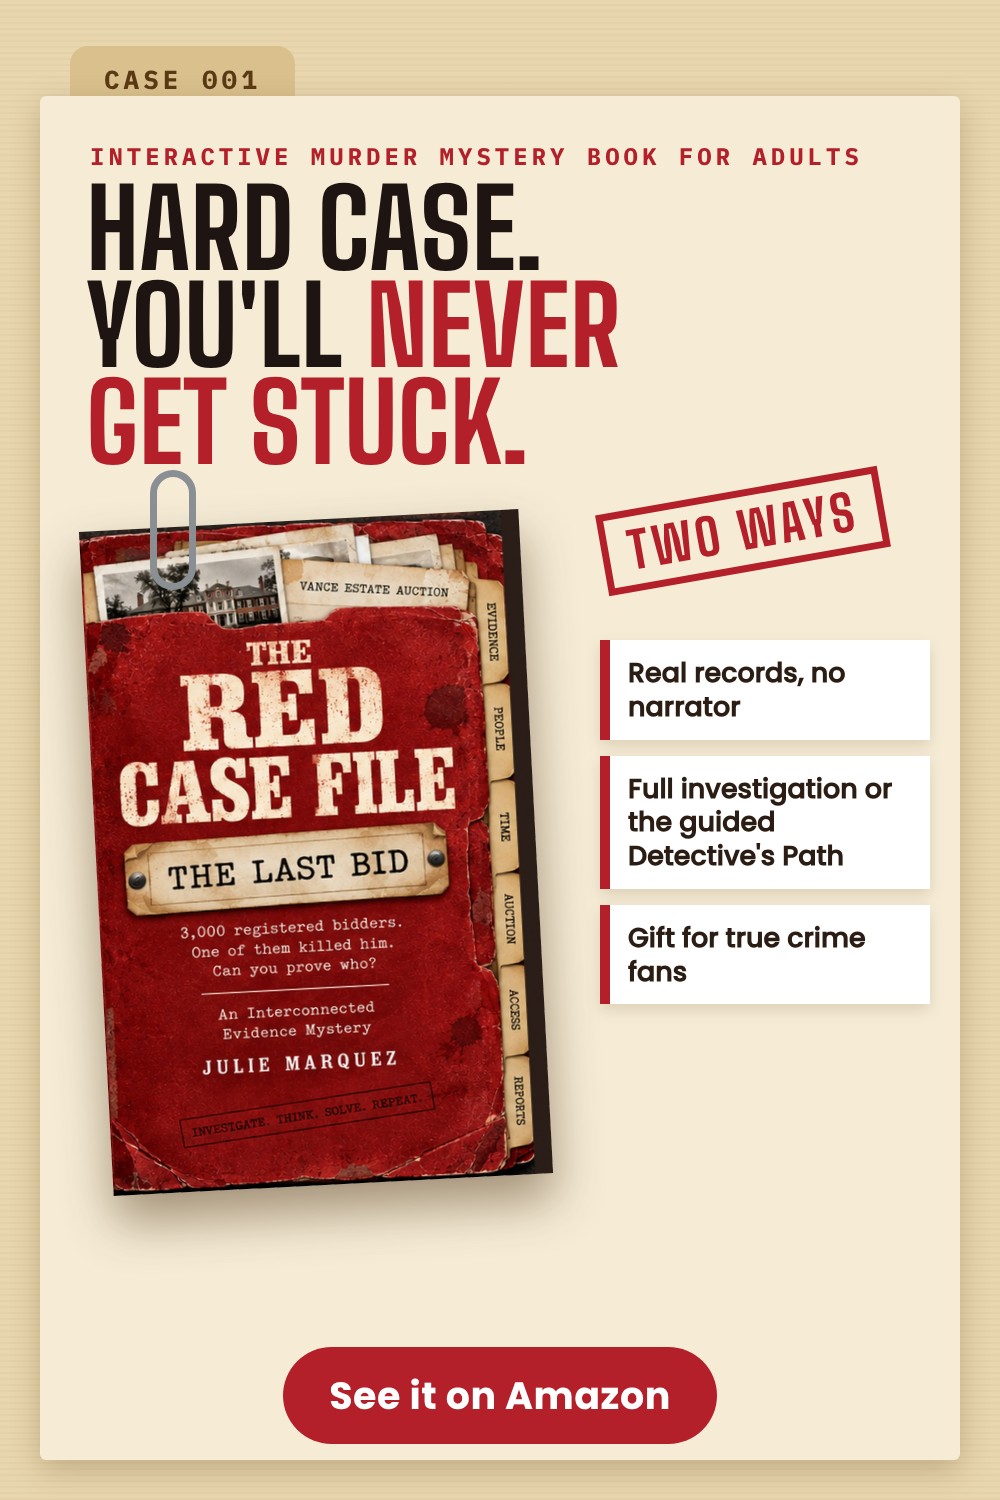 CASE 001
INTERACTIVE MURDER MYSTERY BOOK FOR ADULTS
HARD CASE.
YOU'LL NEVER
GET STUCK.
TWO WAYS
VANCE ESTATE AUCTION
THE
RED
CASE FILE
THE LAST BID
3,000 registered bidders.
One of them killed him.
Can you prove who?
An Interconnected
Evidence Mystery
JULIE MARQUEZ
INVESTGATE. THINK. SOLVE. REPEAT.
EVIDENCE
PEOPLE
TIME
AUCTION
ACCESS
REPORTS
Real records, no
narrator
Full investigation or
the guided
Detective's Path
Gift for true crime
fans
See it on Amazon